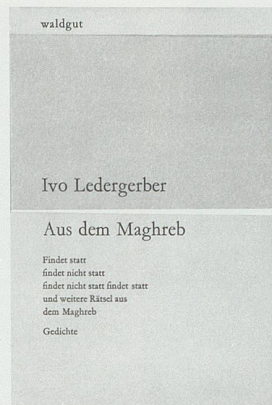 waldgut
Ivo Ledergerber
Aus dem Maghreb
Findet statt
findet nicht statt
findet nicht statt findet statt
und weitere Rätsel aus
dem Maghreb
Gedichte